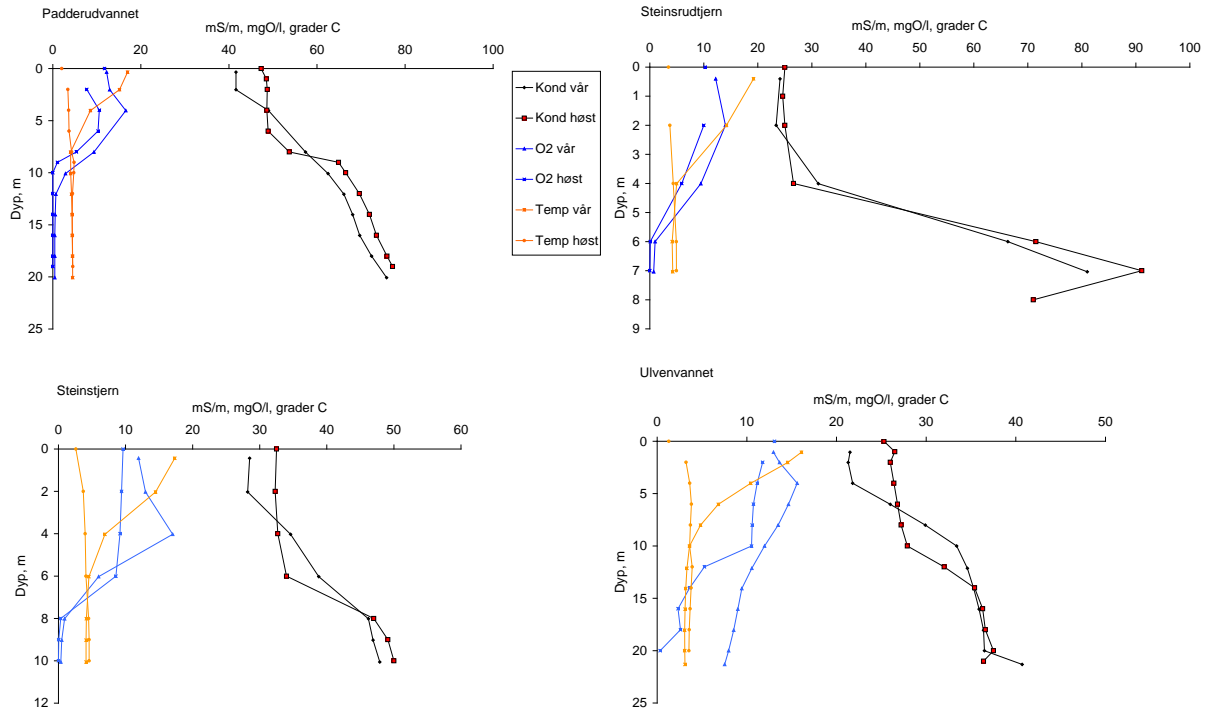 Padderudvannet
mS/m, mgO/l, grader C
0 20 40 60 80 100
0
5
10
15
20
25
Dyp, m
Kond vår
Kond høst
O2 vår
O2 høst
Temp vår
Temp høst
Steinsrudtjern
mS/m, mgO/l, grader C
0 10 20 30 40 50 60 70 80 90 100
0
1
2
3
4
5
6
7
8
9
Dyp, m
Steinstjern
mS/m, mgO/l, grader C
0 10 20 30 40 50 60
0
2
4
6
8
10
12
Dyp, m
Ulvenvannet
mS/m, mgO/l, grader C
0 10 20 30 40 50
0
5
10
15
20
25
Dyp, m